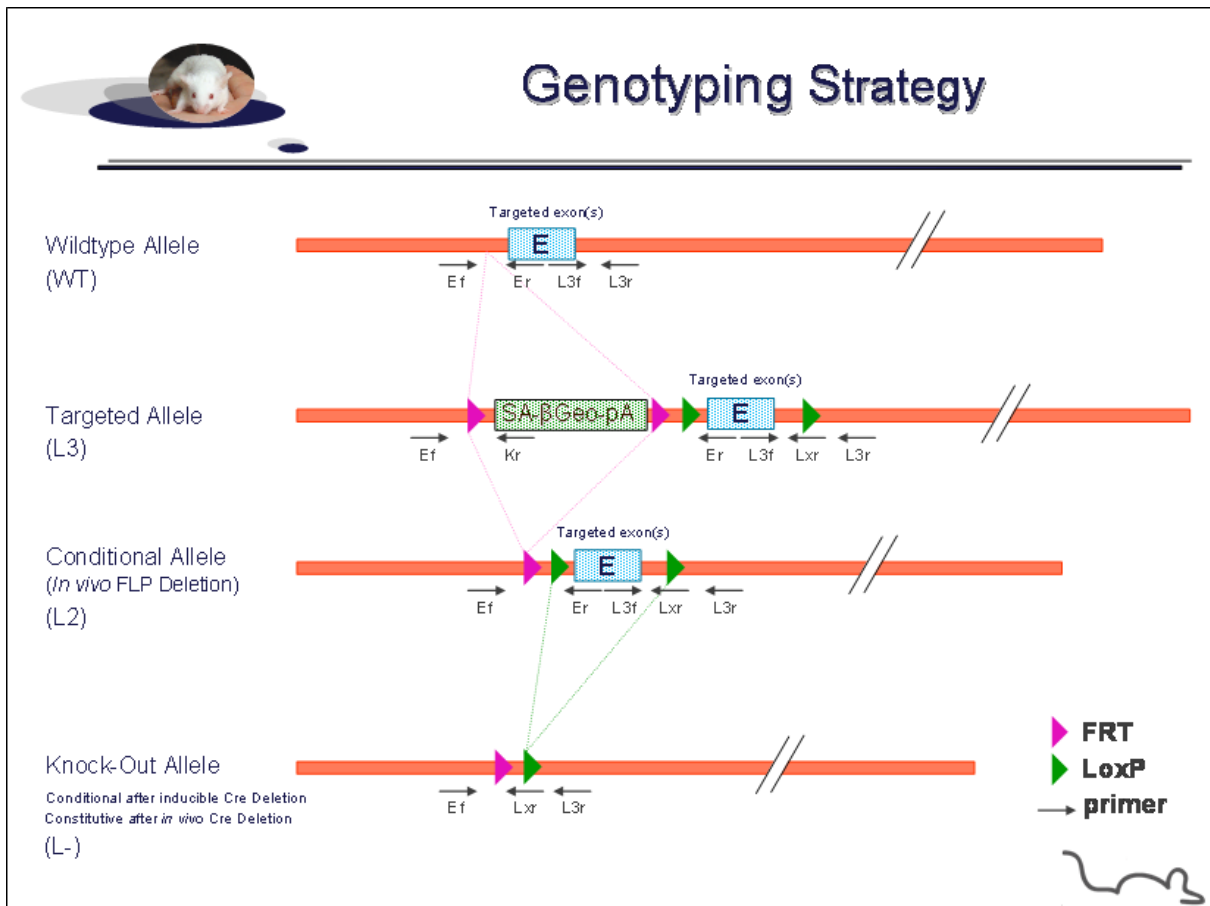 Genotyping Strategy
Targeted exon(s)
Wildtype Allele
(WT)
E
Ef Er L3f L3r
Targeted exon(s)
Targeted Allele
(L3)
SA-βGeo-pA
E
Ef Kr Er L3f Lxr L3r
Targeted exon(s)
Conditional Allele
(In vivo FLP Deletion)
(L2)
E
Ef Er L3f Lxr L3r
Knock-Out Allele
Conditional after inducible Cre Deletion
Constitutive after in vivo Cre Deletion
(L-)
Ef Lxr L3r
FRT
LoxP
primer